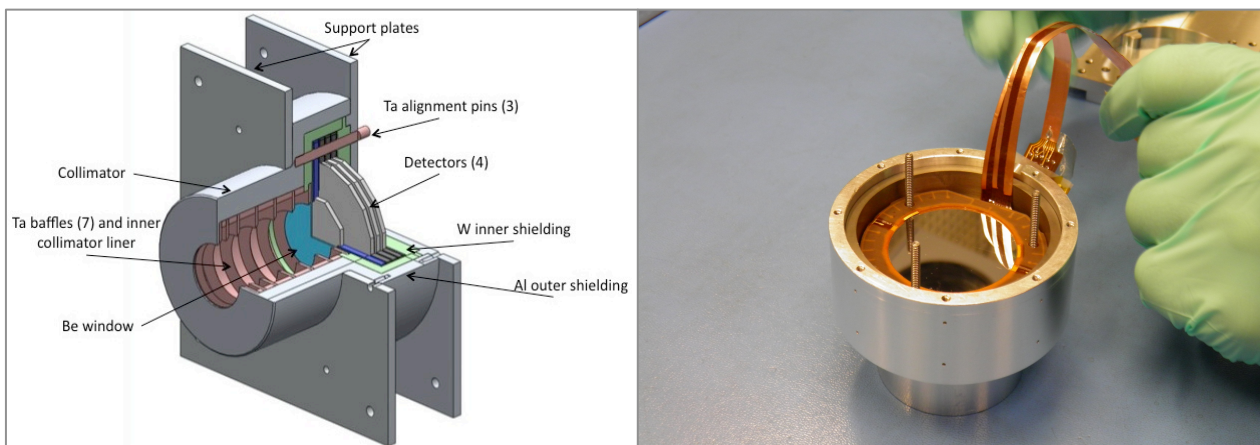 Support plates
Ta alignment pins (3)
Detectors (4)
Collimator
Ta baffles (7) and inner
collimator liner
W inner shielding
Al outer shielding
Be window